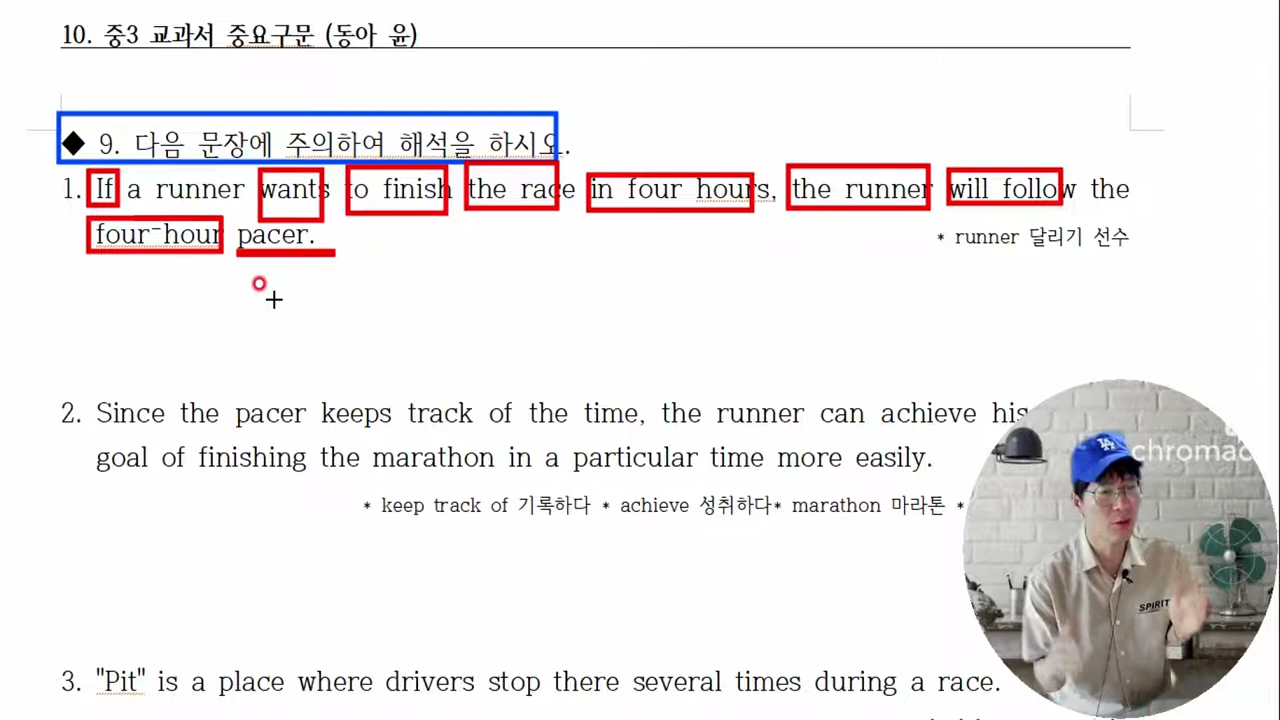 10. 중3 교과서 중요구문 (동아 윤)
◆ 9. 다음 문장에 주의하여 해석을 하시오.
1. If a runner wants to finish the race in four hours, the runner will follow the
four-hour pacer.
* runner 달리기 선수
2. Since the pacer keeps track of the time, the runner can achieve his
goal of finishing the marathon in a particular time more easily.
* keep track of 기록하다 * achieve 성취하다* marathon 마라톤 *
chromac
LA
SPIRIT
3. "Pit" is a place where drivers stop there several times during a race.